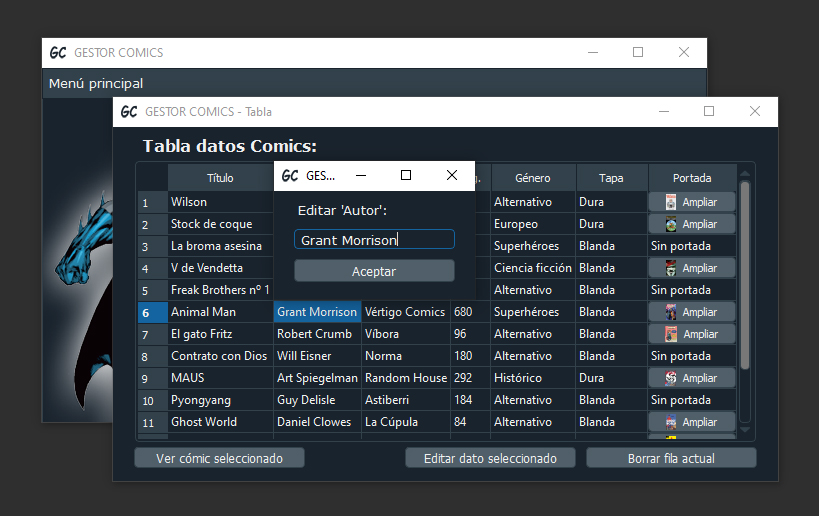 GC GESTOR COMICS
Menú principal
GC GESTOR COMICS - Tabla
Tabla datos Comics:
Título Género Tapa Portada
1 Wilson Alternativo Dura Ampliar
2 Stock de coque Europeo Dura Ampliar
3 La broma asesina Superhéroes Blanda Sin portada
4 V de Vendetta Ciencia ficción Blanda Ampliar
5 Freak Brothers nº 1 Alternativo Blanda Sin portada
6 Animal Man Grant Morrison Vértigo Comics 680 Superhéroes Blanda Ampliar
7 El gato Fritz Robert Crumb Víbora 96 Alternativo Blanda Ampliar
8 Contrato con Dios Will Eisner Norma 180 Alternativo Blanda Sin portada
9 MAUS Art Spiegelman Random House 292 Histórico Dura Ampliar
10 Pyongyang Guy Delisle Astiberri 184 Alternativo Blanda Sin portada
11 Ghost World Daniel Clowes La Cúpula 84 Alternativo Blanda Ampliar
GC GES...
Editar 'Autor':
Grant Morrison
Aceptar
Ver cómic seleccionado Editar dato seleccionado Borrar fila actual